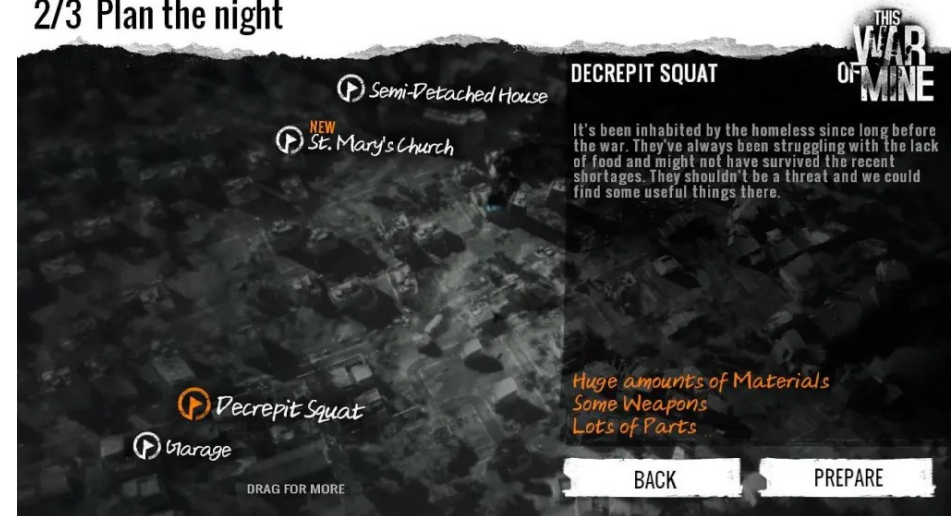 2/3 Plan the night
THIS
WAR
OF MINE
Semi-Detached House
NEW
St. Mary's Church
DECREPIT SQUAT
It's been inhabited by the homeless since long before
the war. They've always been struggling with the lack
of food and might not have survived the recent
shortages. They shouldn't be a threat and we could
find some useful things there.
Decrepit Squat
Garage
DRAG FOR MORE
Huge amounts of Materials
Some Weapons
Lots of Parts
BACK
PREPARE